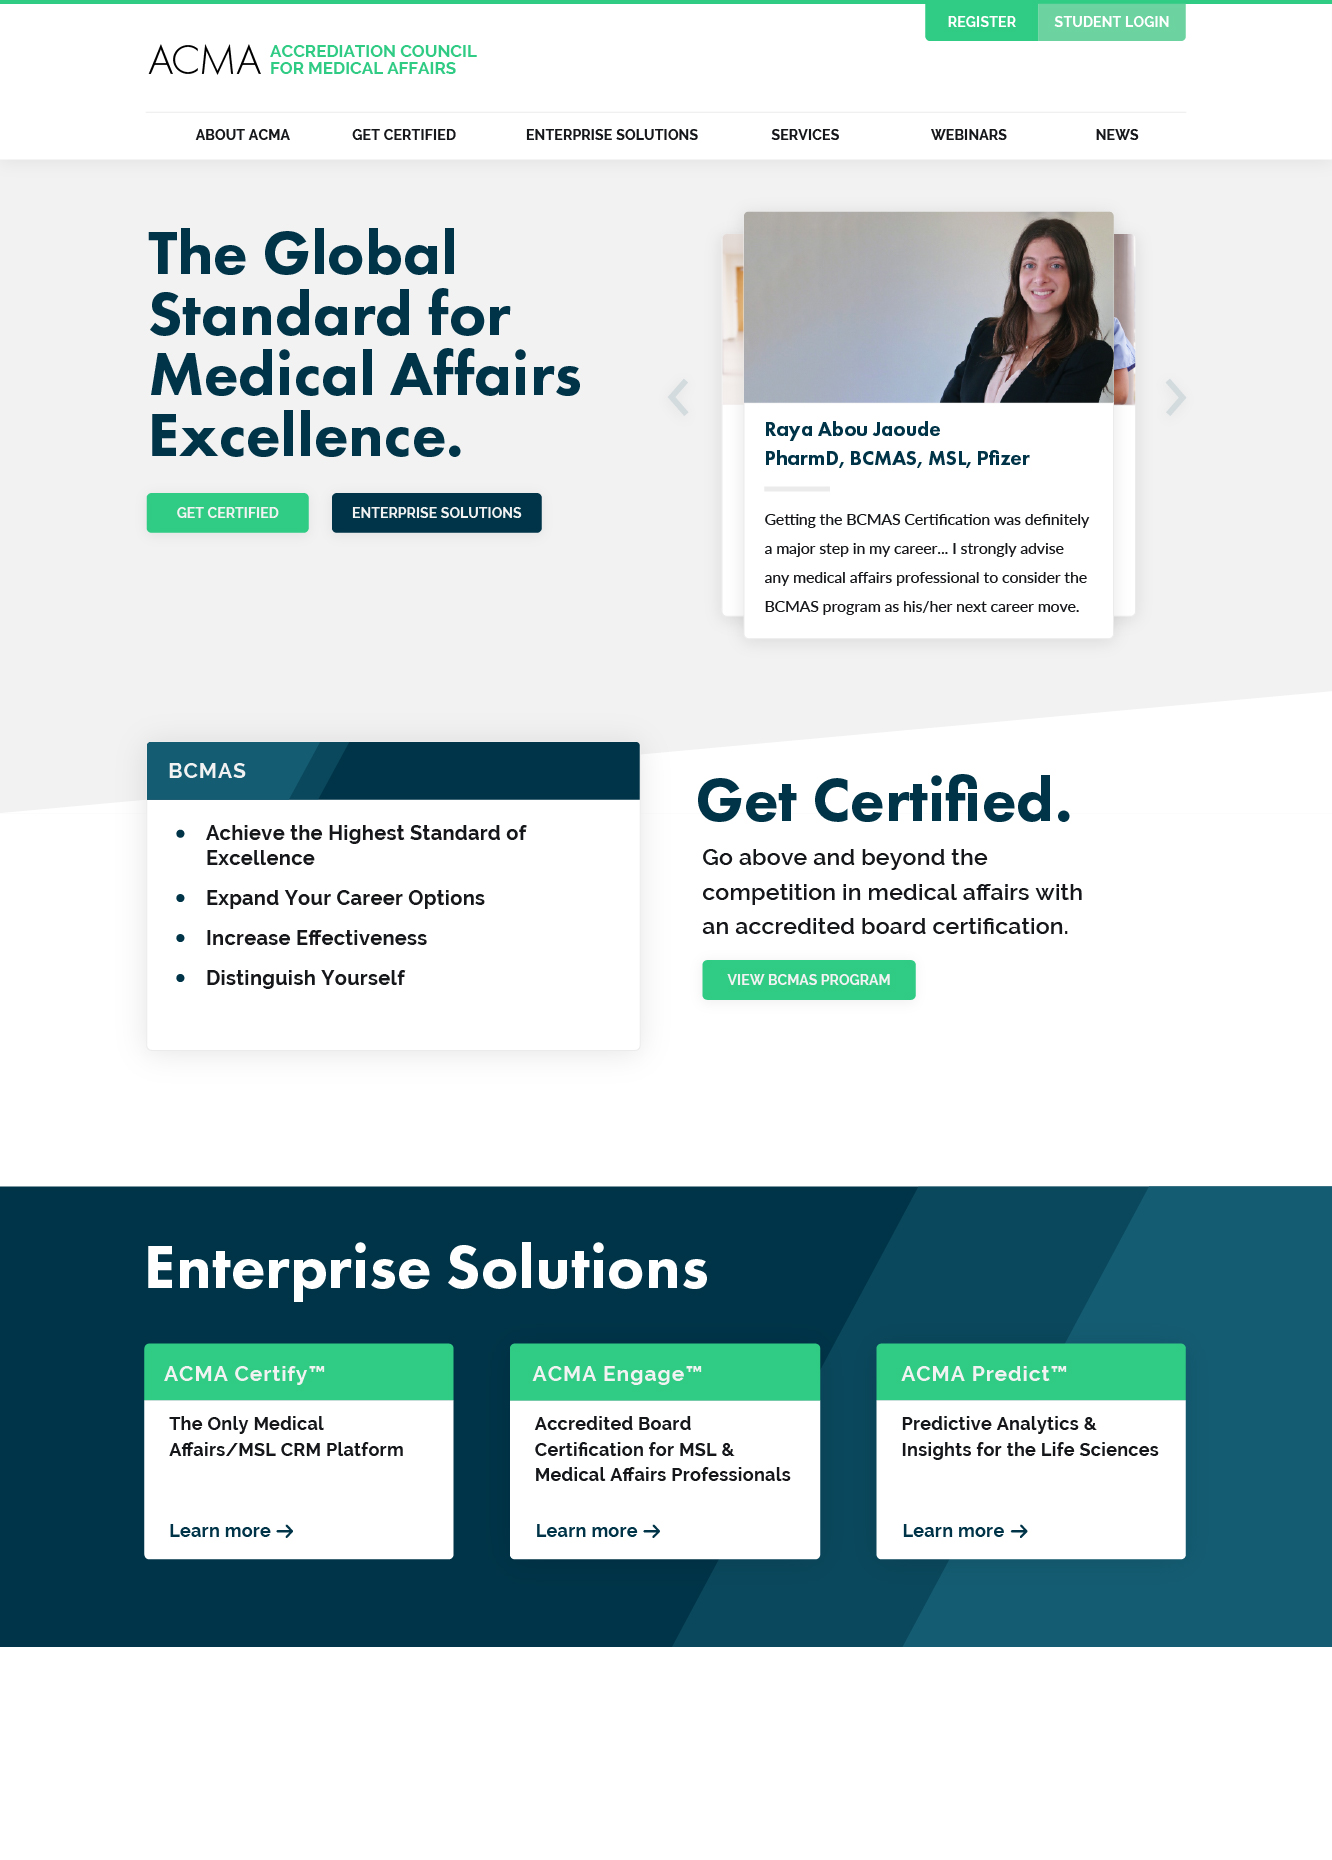 REGISTER
STUDENT LOGIN
ACMA
ACCREDIATION COUNCIL
FOR MEDICAL AFFAIRS
ABOUT ACMA
GET CERTIFIED
ENTERPRISE SOLUTIONS
SERVICES
WEBINARS
NEWS
The Global
Standard for
Medical Affairs
Excellence.
GET CERTIFIED
ENTERPRISE SOLUTIONS
Raya Abou Jaoude
PharmD, BCMAS, MSL, Pfizer
Getting the BCMAS Certification was definitely
a major step in my career... I strongly advise
any medical affairs professional to consider the
BCMAS program as his/her next career move.
BCMAS
• Achieve the Highest Standard of
Excellence
• Expand Your Career Options
• Increase Effectiveness
• Distinguish Yourself
Get Certified.
Go above and beyond the
competition in medical affairs with
an accredited board certification.
VIEW BCMAS PROGRAM
Enterprise Solutions
ACMA Certify™
The Only Medical
Affairs/MSL CRM Platform
Learn more →
ACMA Engage™
Accredited Board
Certification for MSL &
Medical Affairs Professionals
Learn more →
ACMA Predict™
Predictive Analytics &
Insights for the Life Sciences
Learn more →